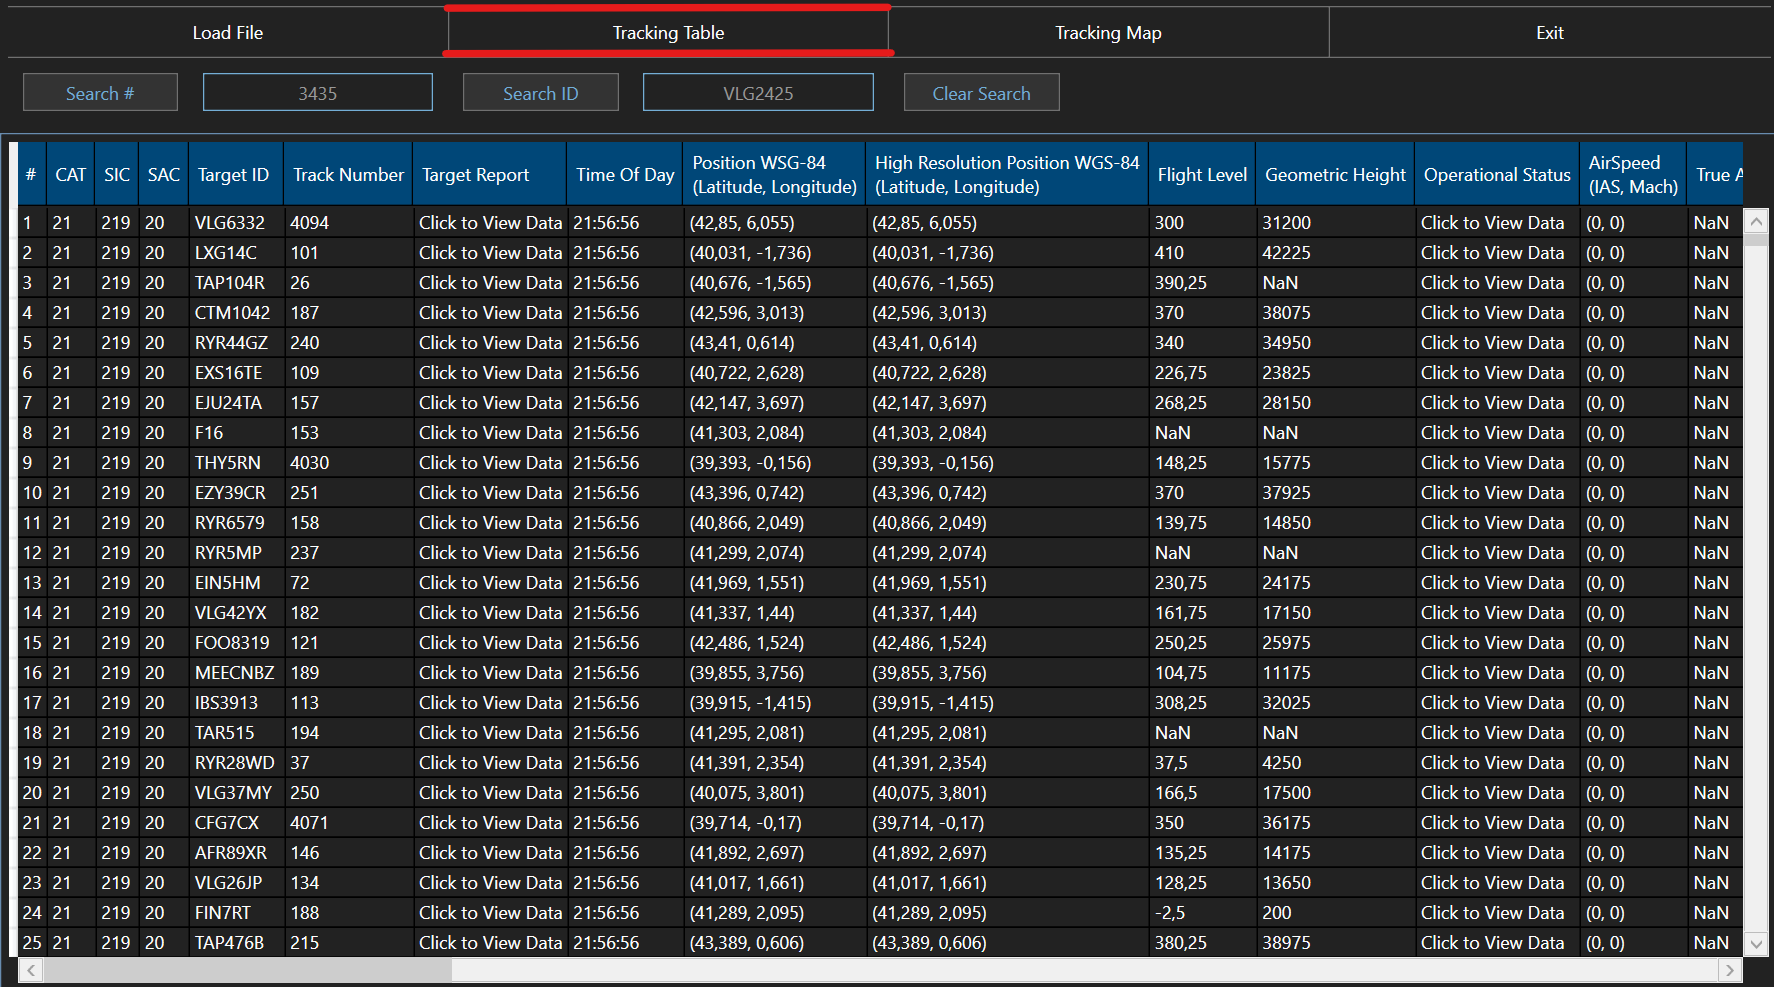 Load File Tracking Table Tracking Map Exit
Search # 3435 Search ID VLG2425 Clear Search
# CAT SIC SAC Target ID Track Number Target Report Time Of Day Position WSG-84 (Latitude, Longitude) High Resolution Position WGS-84 (Latitude, Longitude) Flight Level Geometric Height Operational Status AirSpeed (IAS, Mach) True A
1 21 219 20 VLG6332 4094 Click to View Data 21:56:56 (42,85, 6,055) (42,85, 6,055) 300 31200 Click to View Data (0, 0) NaN
2 21 219 20 LXG14C 101 Click to View Data 21:56:56 (40,031, -1,736) (40,031, -1,736) 410 42225 Click to View Data (0, 0) NaN
3 21 219 20 TAP104R 26 Click to View Data 21:56:56 (40,676, -1,565) (40,676, -1,565) 390,25 NaN Click to View Data (0, 0) NaN
4 21 219 20 CTM1042 187 Click to View Data 21:56:56 (42,596, 3,013) (42,596, 3,013) 370 38075 Click to View Data (0, 0) NaN
5 21 219 20 RYR44GZ 240 Click to View Data 21:56:56 (43,41, 0,614) (43,41, 0,614) 340 34950 Click to View Data (0, 0) NaN
6 21 219 20 EXS16TE 109 Click to View Data 21:56:56 (40,722, 2,628) (40,722, 2,628) 226,75 23825 Click to View Data (0, 0) NaN
7 21 219 20 EJU24TA 157 Click to View Data 21:56:56 (42,147, 3,697) (42,147, 3,697) 268,25 28150 Click to View Data (0, 0) NaN
8 21 219 20 F16 153 Click to View Data 21:56:56 (41,303, 2,084) (41,303, 2,084) NaN NaN Click to View Data (0, 0) NaN
9 21 219 20 THY5RN 4030 Click to View Data 21:56:56 (39,393, -0,156) (39,393, -0,156) 148,25 15775 Click to View Data (0, 0) NaN
10 21 219 20 EZY39CR 251 Click to View Data 21:56:56 (43,396, 0,742) (43,396, 0,742) 370 37925 Click to View Data (0, 0) NaN
11 21 219 20 RYR6579 158 Click to View Data 21:56:56 (40,866, 2,049) (40,866, 2,049) 139,75 14850 Click to View Data (0, 0) NaN
12 21 219 20 RYR5MP 237 Click to View Data 21:56:56 (41,299, 2,074) (41,299, 2,074) NaN NaN Click to View Data (0, 0) NaN
13 21 219 20 EIN5HM 72 Click to View Data 21:56:56 (41,969, 1,551) (41,969, 1,551) 230,75 24175 Click to View Data (0, 0) NaN
14 21 219 20 VLG42YX 182 Click to View Data 21:56:56 (41,337, 1,44) (41,337, 1,44) 161,75 17150 Click to View Data (0, 0) NaN
15 21 219 20 FOO8319 121 Click to View Data 21:56:56 (42,486, 1,524) (42,486, 1,524) 250,25 25975 Click to View Data (0, 0) NaN
16 21 219 20 MEECNBZ 189 Click to View Data 21:56:56 (39,855, 3,756) (39,855, 3,756) 104,75 11175 Click to View Data (0, 0) NaN
17 21 219 20 IBS3913 113 Click to View Data 21:56:56 (39,915, -1,415) (39,915, -1,415) 308,25 32025 Click to View Data (0, 0) NaN
18 21 219 20 TAR515 194 Click to View Data 21:56:56 (41,295, 2,081) (41,295, 2,081) NaN NaN Click to View Data (0, 0) NaN
19 21 219 20 RYR28WD 37 Click to View Data 21:56:56 (41,391, 2,354) (41,391, 2,354) 37,5 4250 Click to View Data (0, 0) NaN
20 21 219 20 VLG37MY 250 Click to View Data 21:56:56 (40,075, 3,801) (40,075, 3,801) 166,5 17500 Click to View Data (0, 0) NaN
21 21 219 20 CFG7CX 4071 Click to View Data 21:56:56 (39,714, -0,17) (39,714, -0,17) 350 36175 Click to View Data (0, 0) NaN
22 21 219 20 AFR89XR 146 Click to View Data 21:56:56 (41,892, 2,697) (41,892, 2,697) 135,25 14175 Click to View Data (0, 0) NaN
23 21 219 20 VLG26JP 134 Click to View Data 21:56:56 (41,017, 1,661) (41,017, 1,661) 128,25 13650 Click to View Data (0, 0) NaN
24 21 219 20 FIN7RT 188 Click to View Data 21:56:56 (41,289, 2,095) (41,289, 2,095) -2,5 200 Click to View Data (0, 0) NaN
25 21 219 20 TAP476B 215 Click to View Data 21:56:56 (43,389, 0,606) (43,389, 0,606) 380,25 38975 Click to View Data (0, 0) NaN